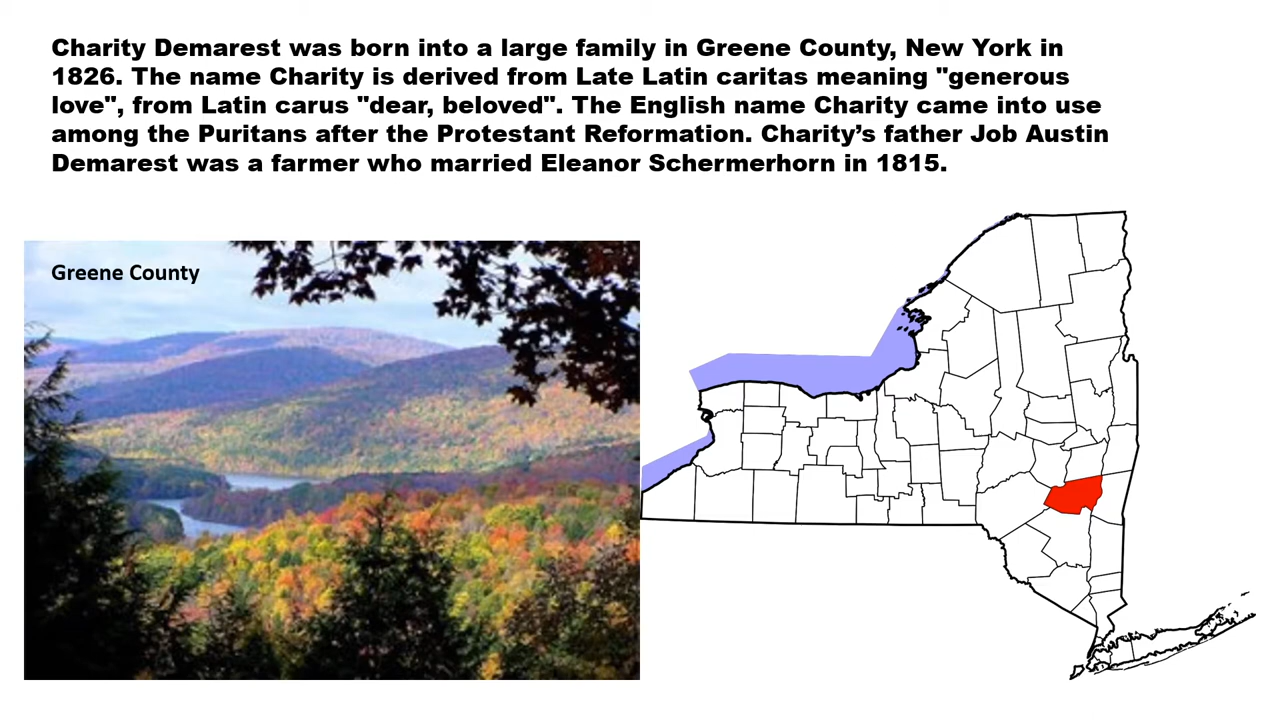 Charity Demarest was born into a large family in Greene County, New York in
1826. The name Charity is derived from Late Latin caritas meaning "generous
love", from Latin carus "dear, beloved". The English name Charity came into use
among the Puritans after the Protestant Reformation. Charity’s father Job Austin
Demarest was a farmer who married Eleanor Schermerhorn in 1815.
Greene County